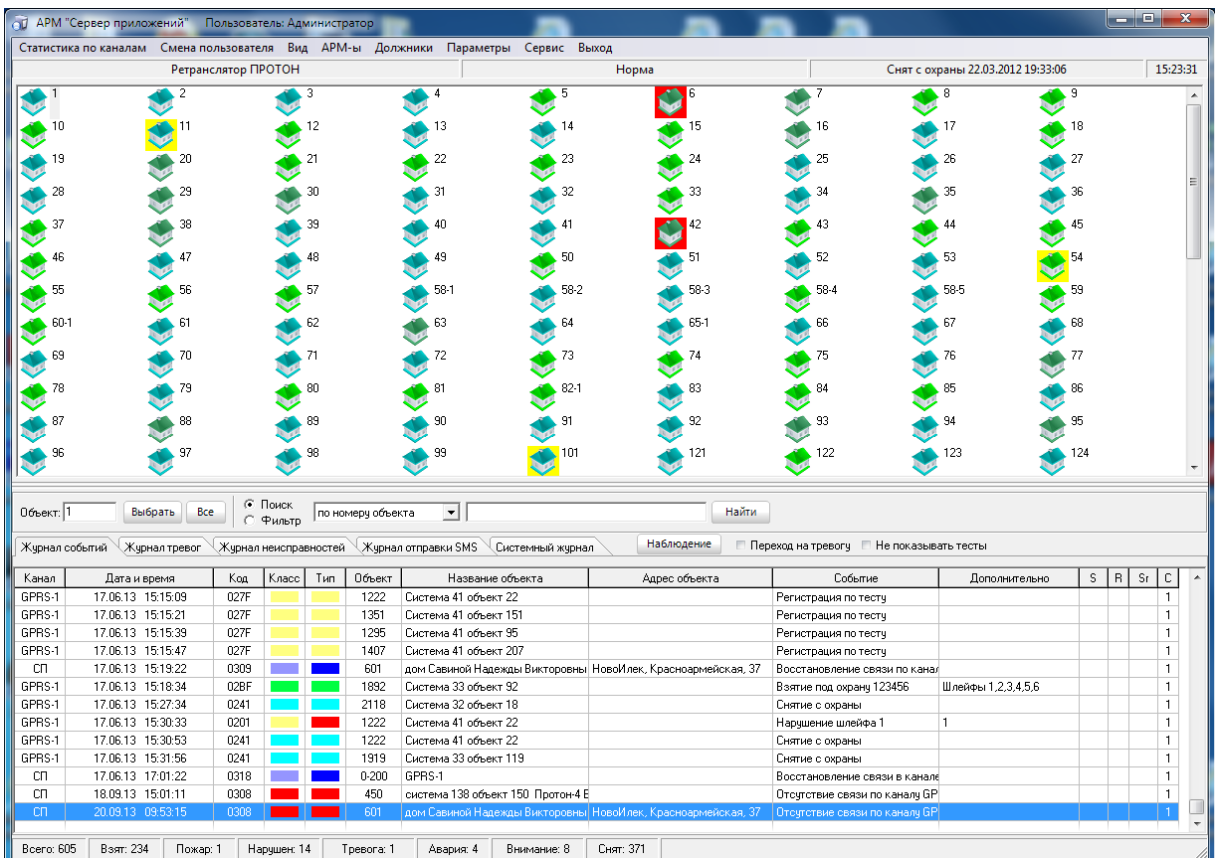 АРМ "Сервер приложений" Пользователь: Администратор
Статистика по каналам Смена пользователя Вид АРМ-ы Должники Параметры Сервис Выход
Ретранслятор ПРОТОН Норма Снят с охраны 22.03.2012 19:33:06 15:23:31
1 2 3 4 5 6 7 8 9
10 11 12 13 14 15 16 17 18
19 20 21 22 23 24 25 26 27
28 29 30 31 32 33 34 35 36
37 38 39 40 41 42 43 44 45
46 47 48 49 50 51 52 53 54
55 56 57 58-1 58-2 58-3 58-4 58-5 59
60-1 61 62 63 64 65-1 66 67 68
69 70 71 72 73 74 75 76 77
78 79 80 81 82-1 83 84 85 86
87 88 89 90 91 92 93 94 95
96 97 98 99 101 121 122 123 124
Объект: 1 Выбрать Все Поиск Фильтр по номеру объекта Найти
Журнал событий Журнал тревог Журнал неисправностей Журнал отправки SMS Системный журнал Наблюдение Переход на тревогу Не показывать тесты
Канал Дата и время Код Класс Тип Объект Название объекта Адрес объекта Событие Дополнительно S R Sr C
GPRS-1 17.06.13 15:15:09 027F 1222 Система 41 объект 22 Регистрация по тесту 1
GPRS-1 17.06.13 15:15:21 027F 1351 Система 41 объект 151 Регистрация по тесту 1
GPRS-1 17.06.13 15:15:39 027F 1295 Система 41 объект 95 Регистрация по тесту 1
GPRS-1 17.06.13 15:15:47 027F 1407 Система 41 объект 207 Регистрация по тесту 1
СП 17.06.13 15:19:22 0309 601 дом Савиной Надежды Викторовны НовоИлек, Красноармейская, 37 Восстановление связи по канал 1
GPRS-1 17.06.13 15:18:34 02BF 1892 Система 33 объект 92 Взятие под охрану 123456 Шлейфы 1,2,3,4,5,6 1
GPRS-1 17.06.13 15:27:34 0241 2118 Система 32 объект 18 Снятие с охраны 1
GPRS-1 17.06.13 15:30:33 0201 1222 Система 41 объект 22 Нарушение шлейфа 1 1 1
GPRS-1 17.06.13 15:30:53 0241 1222 Система 41 объект 22 Снятие с охраны 1
GPRS-1 17.06.13 15:31:56 0241 1919 Система 33 объект 119 Снятие с охраны 1
СП 17.06.13 17:01:22 0318 0-200 GPRS-1 Восстановление связи в канале 1
СП 18.09.13 15:01:11 0308 450 система 138 объект 150 Протон-4 Е Отсутствие связи по каналу GP 1
СП 20.09.13 09:53:15 0308 601 дом Савиной Надежды Викторовны НовоИлек, Красноармейская, 37 Отсутствие связи по каналу GP 1
Всего: 605 Взят: 234 Пожар: 1 Нарушен: 14 Тревога: 1 Авария: 4 Внимание: 8 Снят: 371